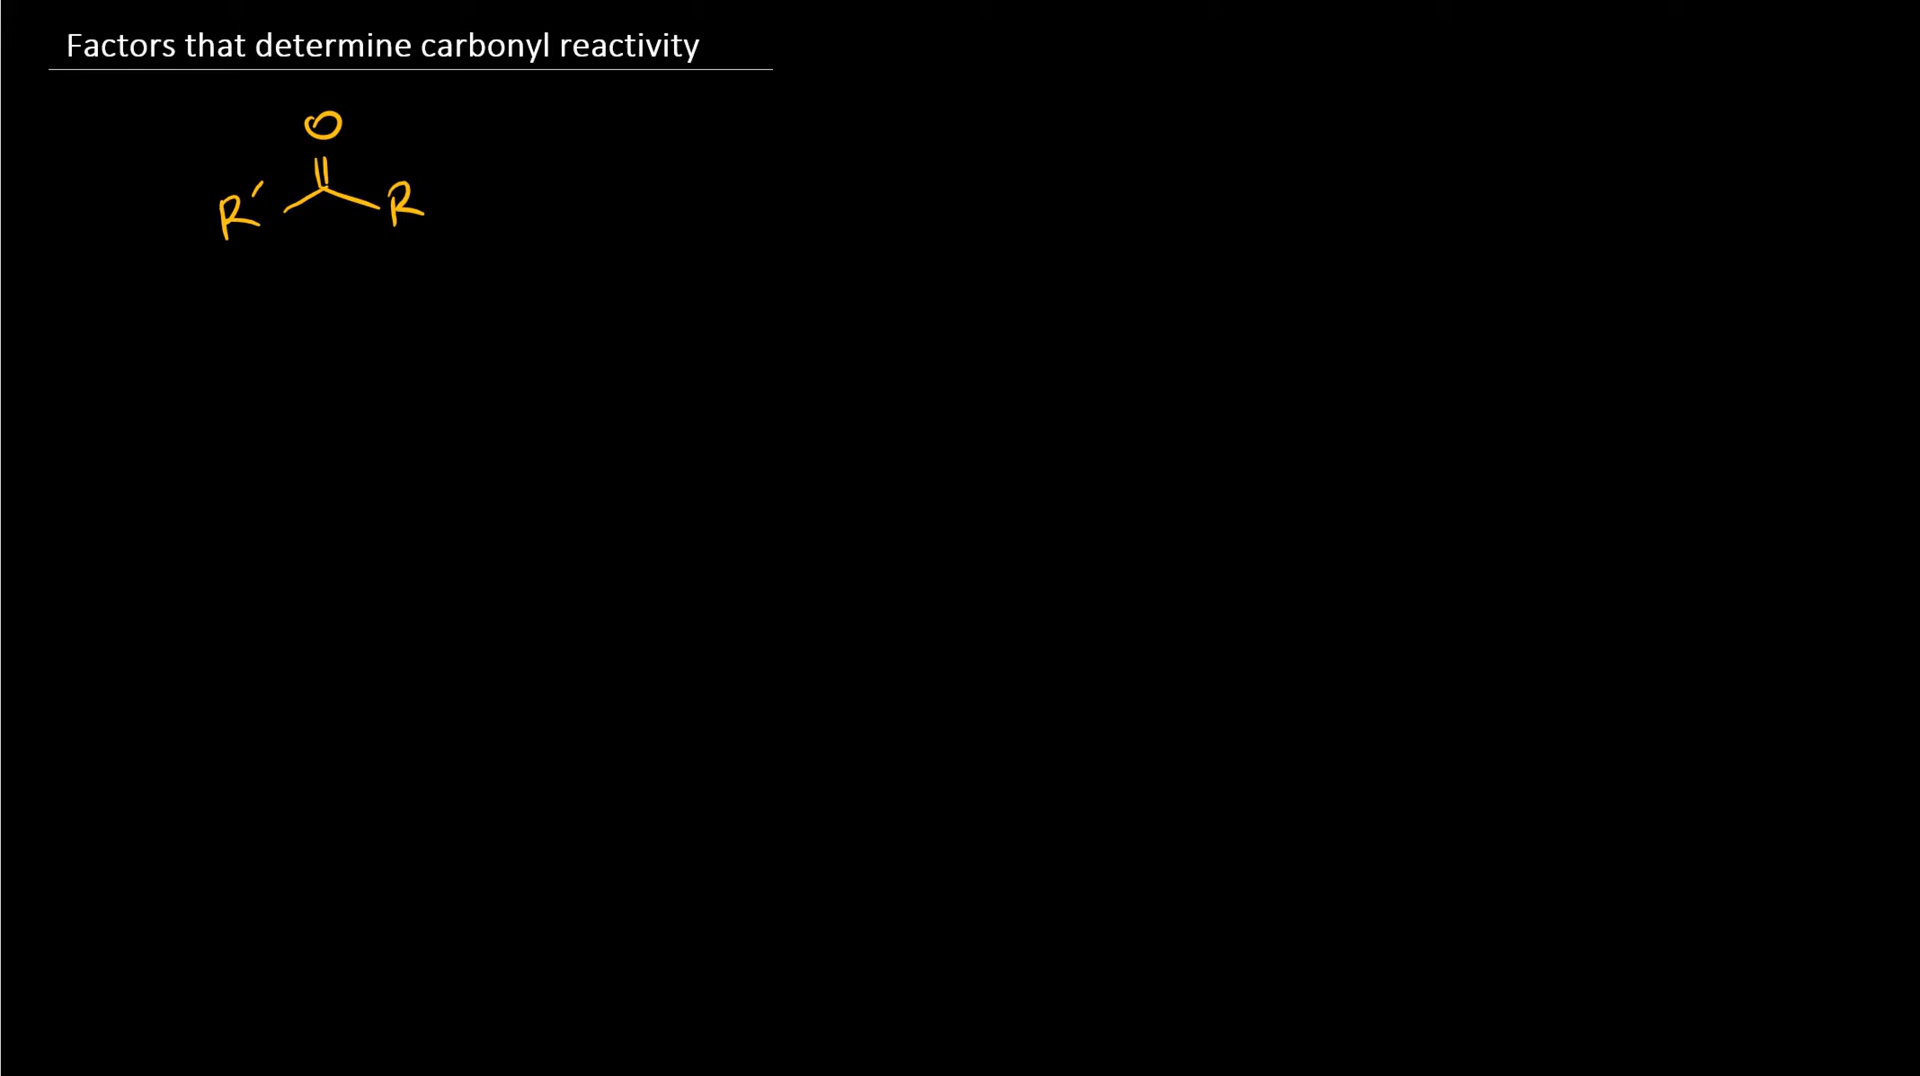 Factors that determine carbonyl reactivity
O
R' R